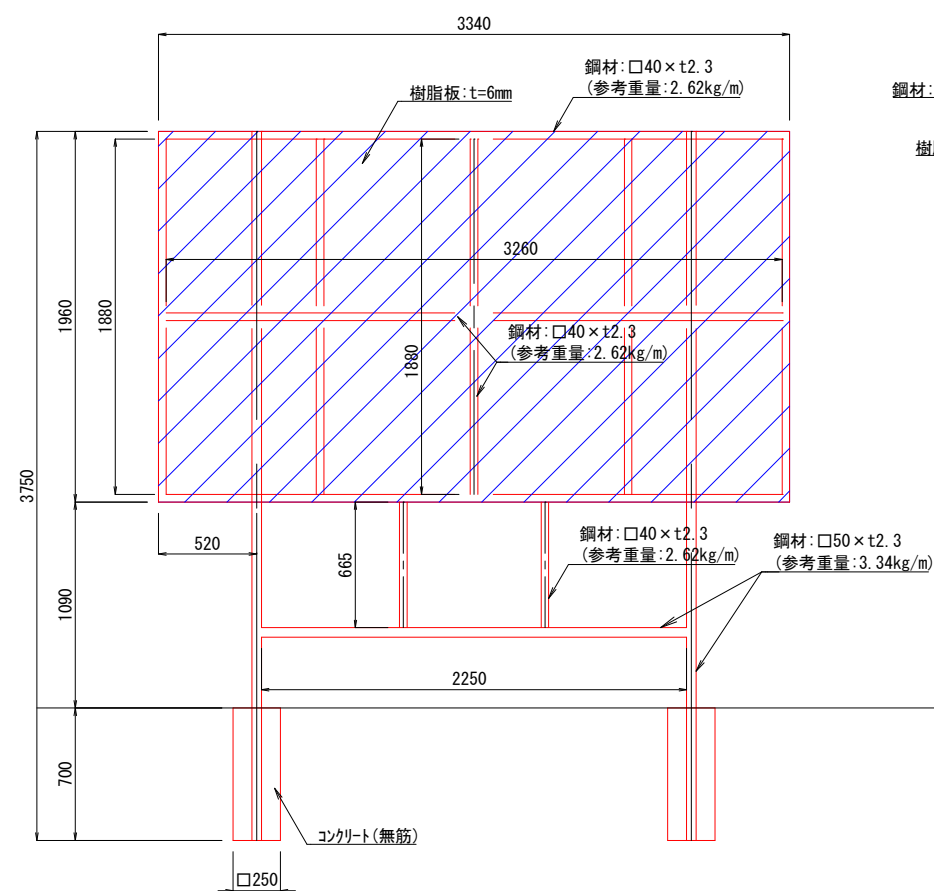 3340
鋼材:□40×t2.3
(参考重量:2.62kg/m)
樹脂板:t=6mm
鋼材:
樹
3260
1960
1880
1880
鋼材:□40×t2.3
(参考重量:2.62kg/m)
3750
520
665
鋼材:□40×t2.3
(参考重量:2.62kg/m)
鋼材:□50×t2.3
(参考重量:3.34kg/m)
1090
2250
700
コンクリート(無筋)
□250